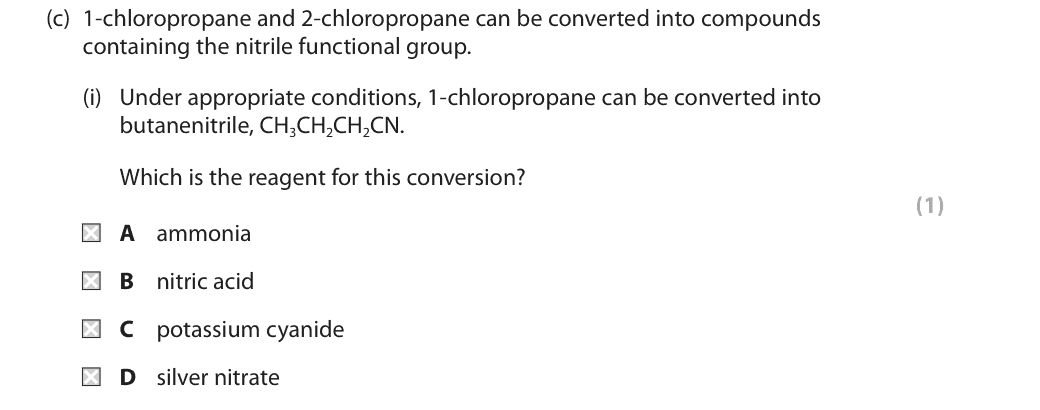 (c) 1-chloropropane and 2-chloropropane can be converted into compounds
containing the nitrile functional group.
(i) Under appropriate conditions, 1-chloropropane can be converted into
butanenitrile, CH₃CH₂CH₂CN.
Which is the reagent for this conversion?
(1)
A ammonia
B nitric acid
C potassium cyanide
D silver nitrate